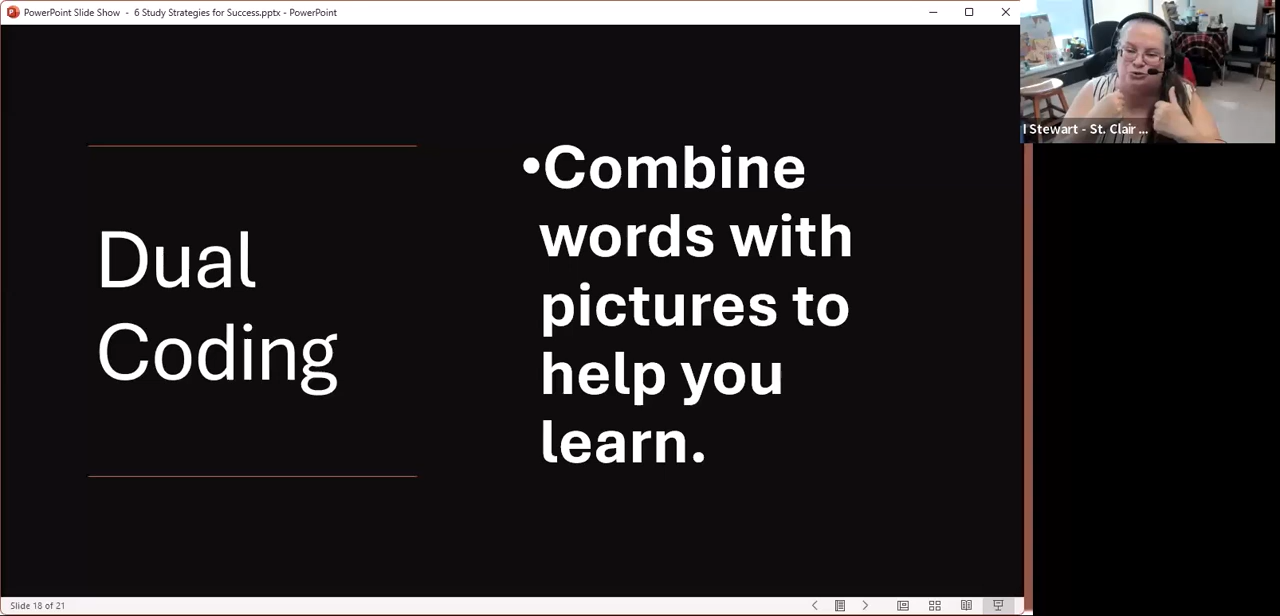 PowerPoint Slide Show - 6 Study Strategies for Success.pptx - PowerPoint
I Stewart - St. Clair ...
Dual
Coding
•Combine
words with
pictures to
help you
learn.
Slide 18 of 21